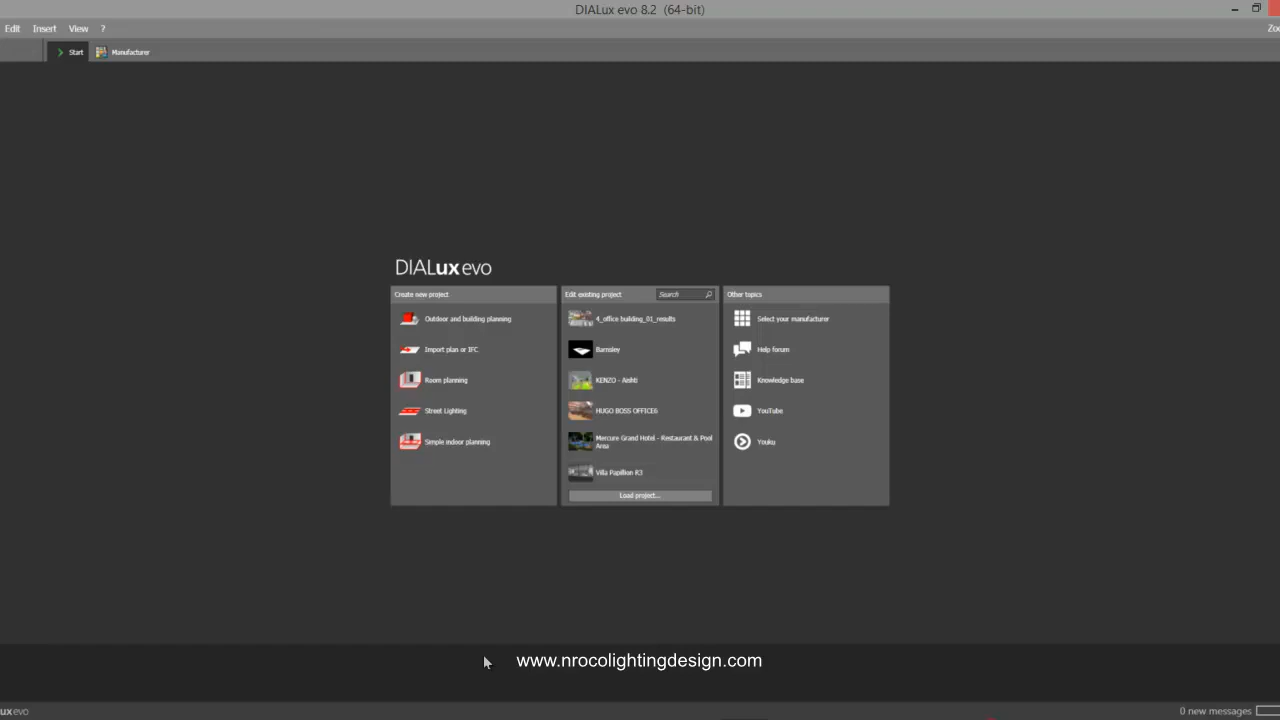 DIALux evo 8.2 (64-bit)
Edit Insert View ?
Start Manufacturer
DIALux evo
Create new project
Outdoor and building planning
Import plan or IFC
Room planning
Street Lighting
Simple indoor planning
Edit existing project Search
4_office building_01_results
Barnsley
KENZO - Aishti
HUGO BOSS OFFICE6
Mercure Grand Hotel - Restaurant & Pool
Area
Villa Papillion #3
Load project...
Other topics
Select your manufacturer
Help forum
Knowledge base
YouTube
Youku
www.nrocolightingdesign.com
0 new messages